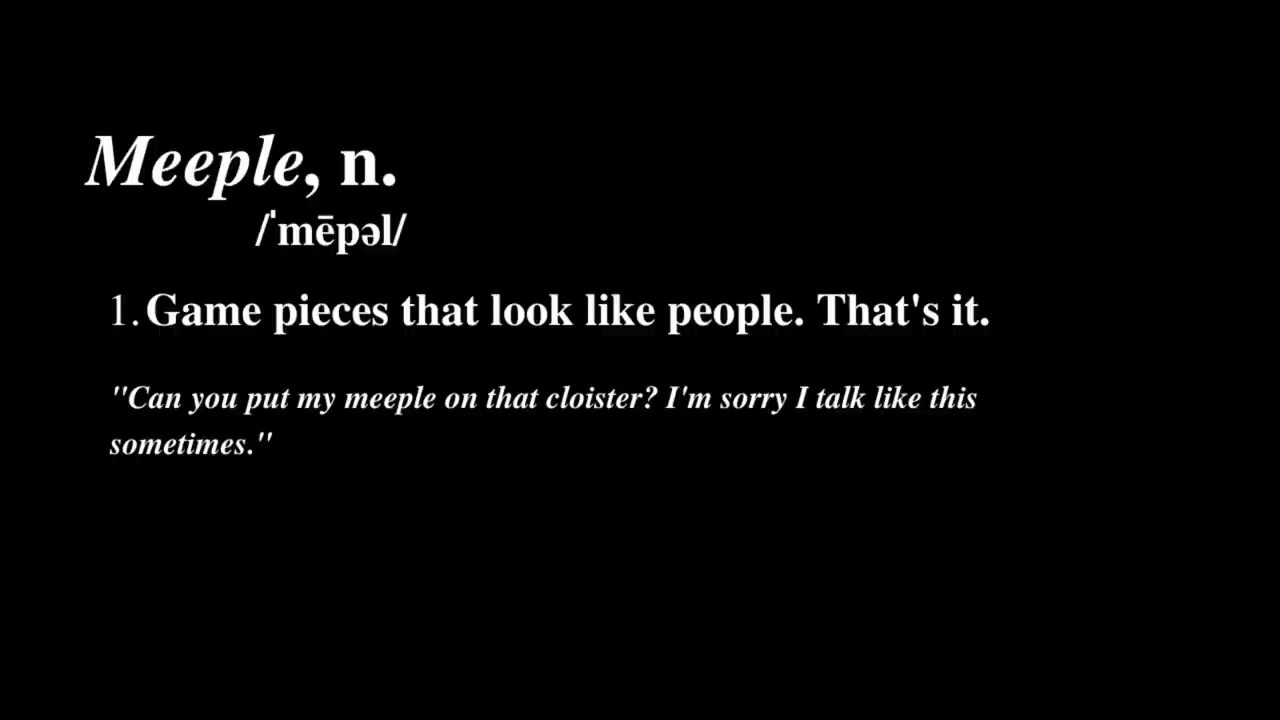 Meeple, n.
/ˈmēpəl/
1. Game pieces that look like people. That's it.
"Can you put my meeple on that cloister? I'm sorry I talk like this
sometimes."